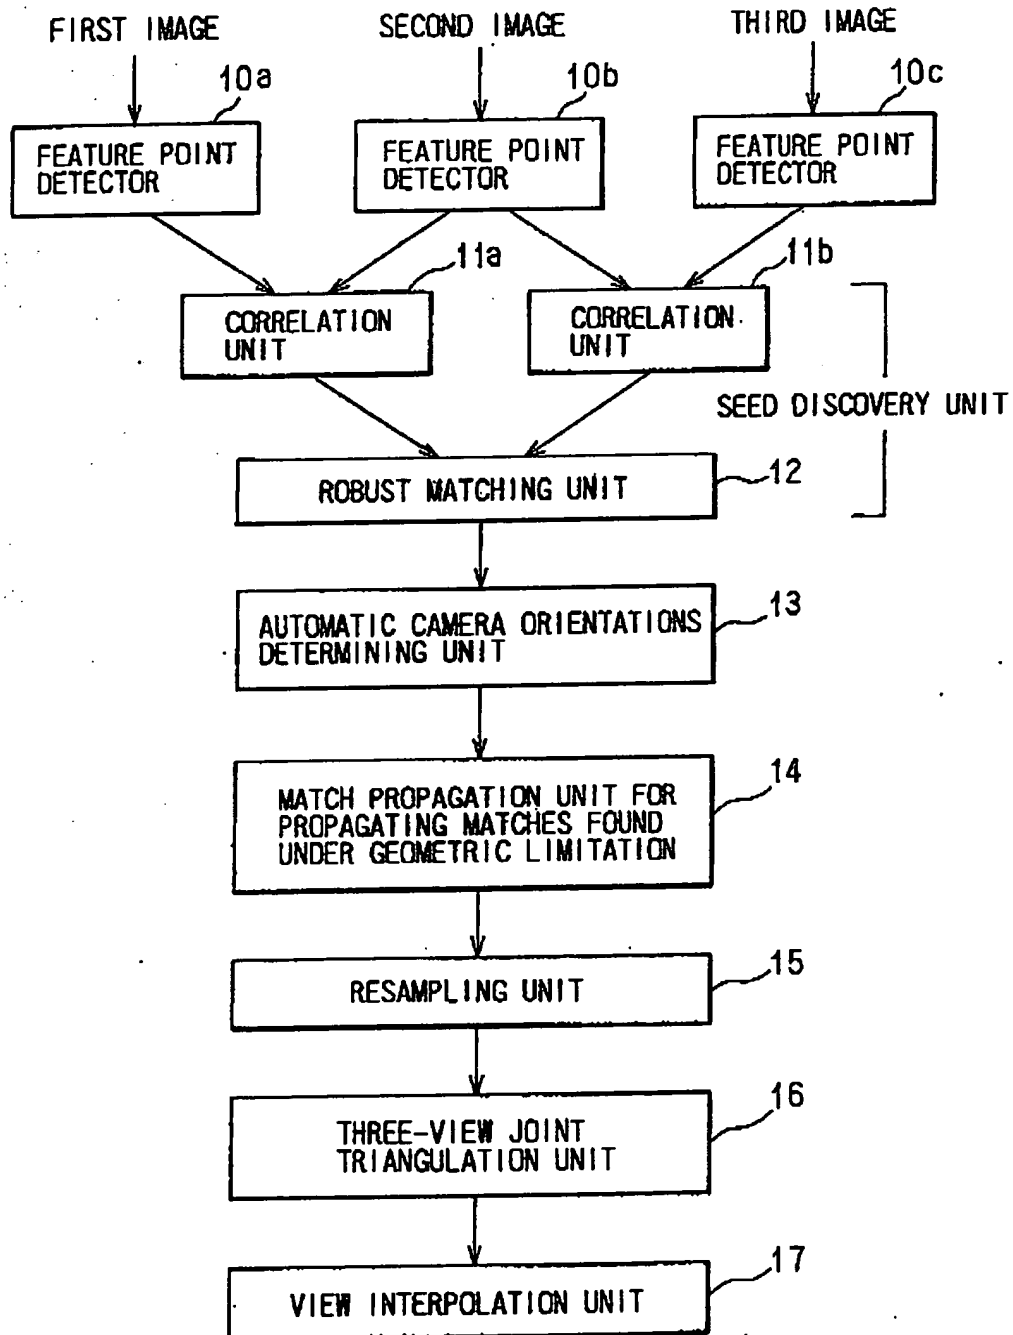 FIRST IMAGE
SECOND IMAGE
THIRD IMAGE
10a
10b
10c
FEATURE POINT
DETECTOR
FEATURE POINT
DETECTOR
FEATURE POINT
DETECTOR
11a
11b
CORRELATION
UNIT
CORRELATION
UNIT
SEED DISCOVERY UNIT
ROBUST MATCHING UNIT
12
AUTOMATIC CAMERA ORIENTATIONS
DETERMINING UNIT
13
MATCH PROPAGATION UNIT FOR
PROPAGATING MATCHES FOUND
UNDER GEOMETRIC LIMITATION
14
RESAMPLING UNIT
15
THREE-VIEW JOINT
TRIANGULATION UNIT
16
VIEW INTERPOLATION UNIT
17